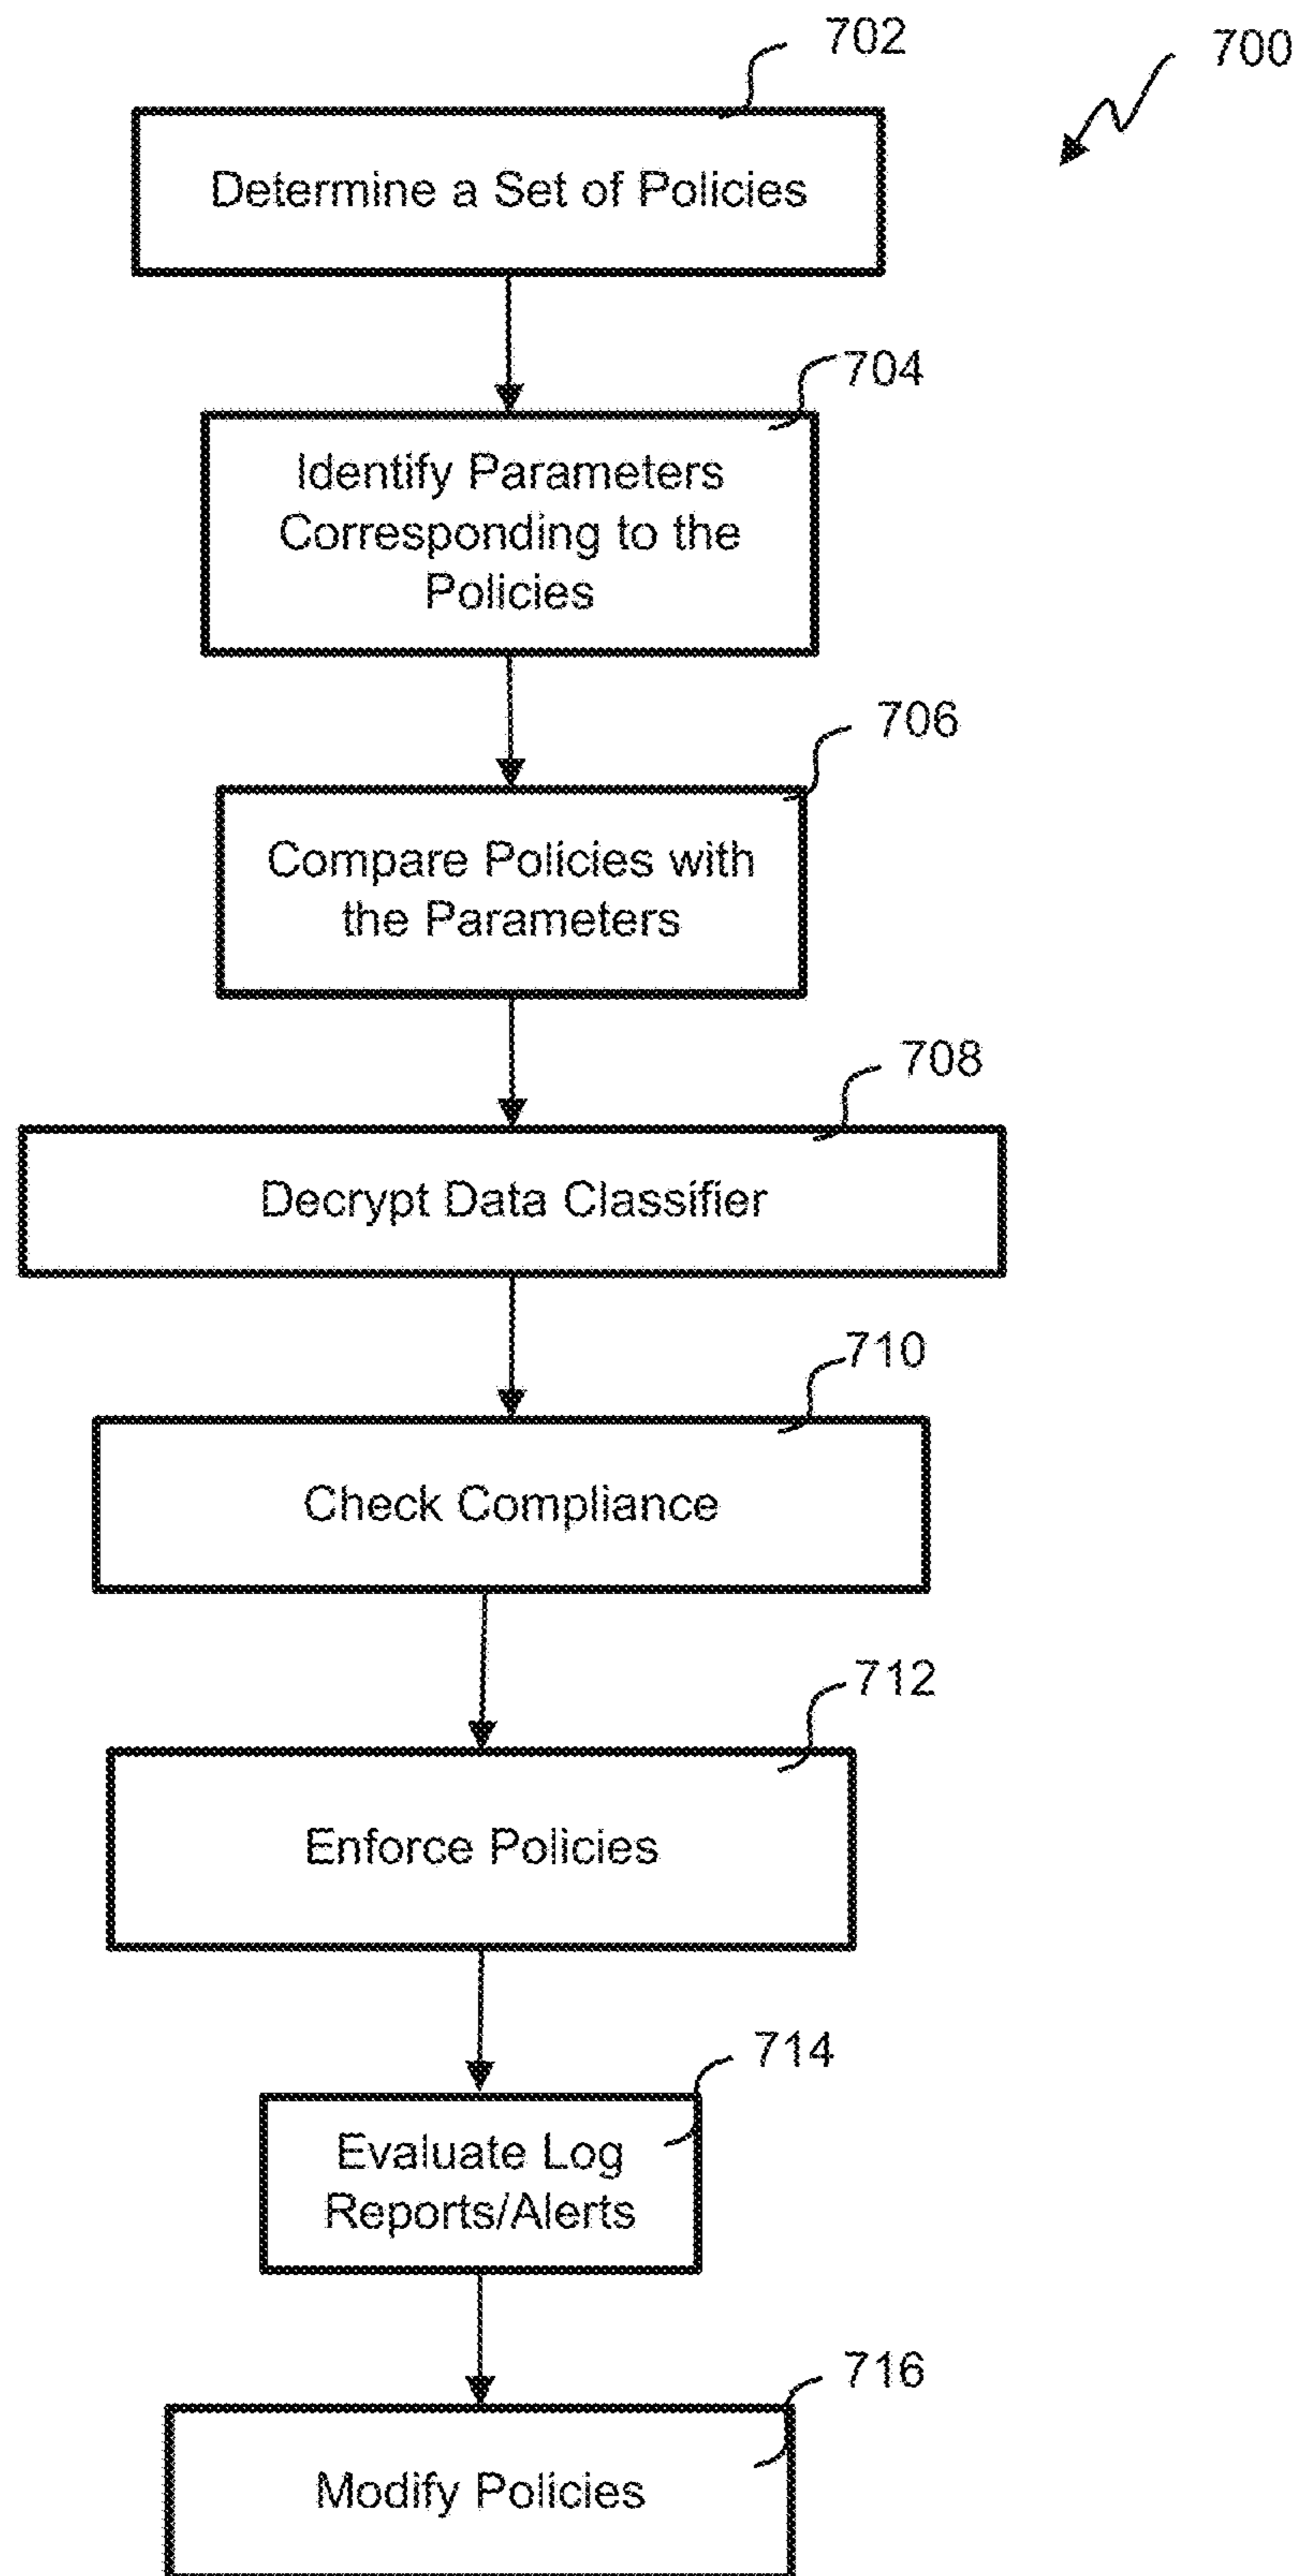 702
700
Determine a Set of Policies
704
Identify Parameters
Corresponding to the
Policies
706
Compare Policies with
the Parameters
708
Decrypt Data Classifier
710
Check Compliance
712
Enforce Policies
714
Evaluate Log
Reports/Alerts
716
Modify Policies